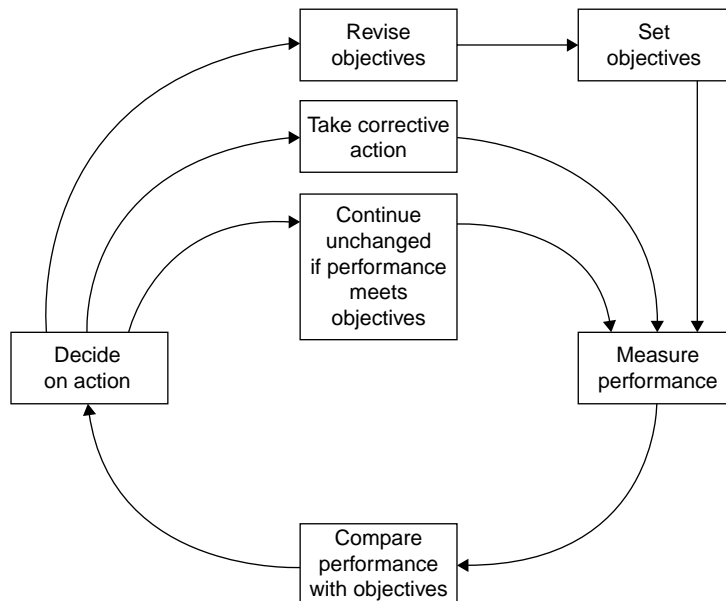 Revise
objectives
Set
objectives
Take corrective
action
Continue
unchanged
if performance
meets
objectives
Decide
on action
Measure
performance
Compare
performance
with objectives